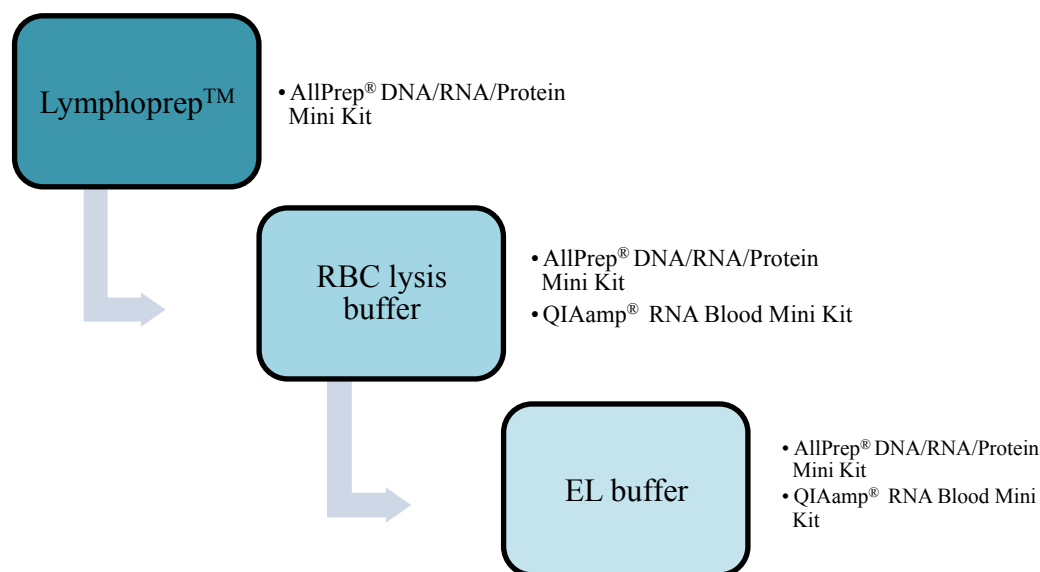 Lymphoprep™
• AllPrep® DNA/RNA/Protein
Mini Kit
RBC lysis
buffer
• AllPrep® DNA/RNA/Protein
Mini Kit
• QIAamp® RNA Blood Mini Kit
EL buffer
• AllPrep® DNA/RNA/Protein
Mini Kit
• QIAamp® RNA Blood Mini
Kit